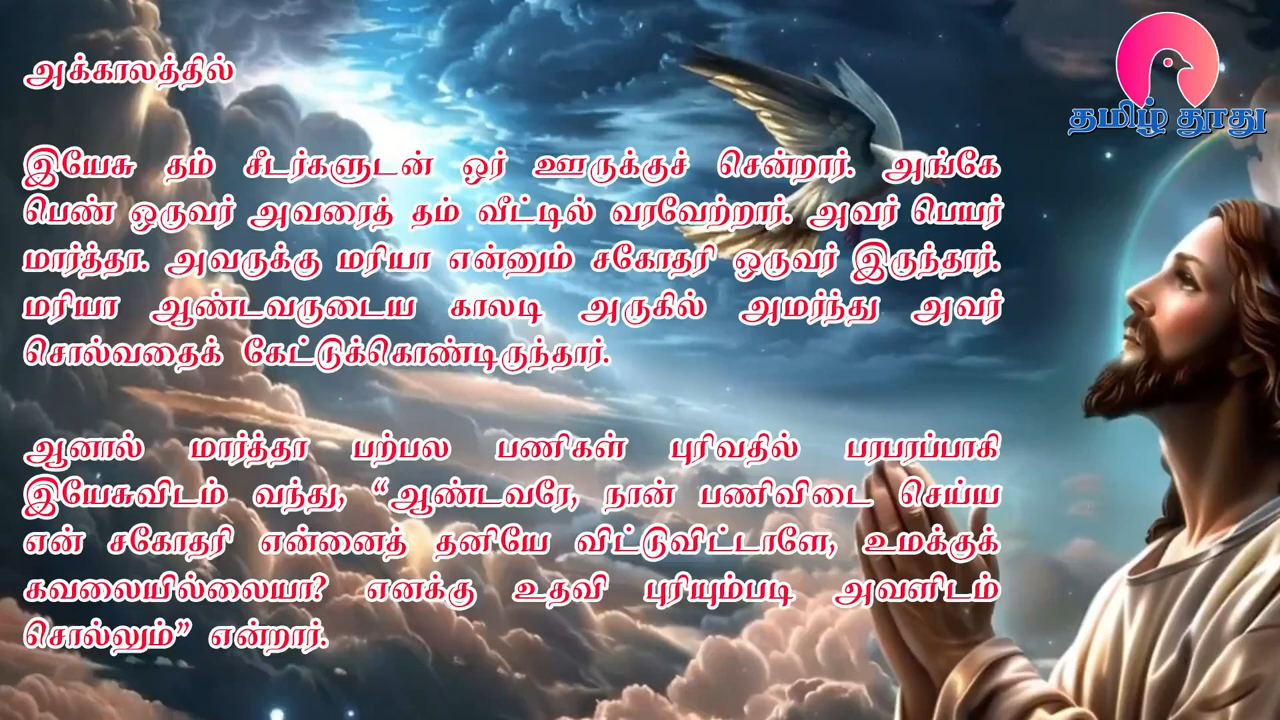 அக்காலத்தில்
தமிழ் தூது
இயேசு தம் சீடர்களுடன் ஓர் ஊருக்குச் சென்றார். அங்கே
பெண் ஒருவர் அவரைத் தம் வீட்டில் வரவேற்றார். அவர் பெயர்
மார்த்தா. அவருக்கு மரியா என்னும் சகோதரி ஒருவர் இருந்தார்.
மரியா ஆண்டவருடைய காலடி அருகில் அமர்ந்து அவர்
சொல்வதைக் கேட்டுக்கொண்டிருந்தார்.
ஆனால் மார்த்தா பற்பல பணிகள் புரிவதில் பரபரப்பாகி
இயேசுவிடம் வந்து, “ஆண்டவரே, நான் பணிவிடை செய்ய
என் சகோதரி என்னைத் தனியே விட்டுவிட்டாளே, உமக்குக்
கவலையில்லையா? எனக்கு உதவி புரியும்படி அவளிடம்
சொல்லும்” என்றார்.